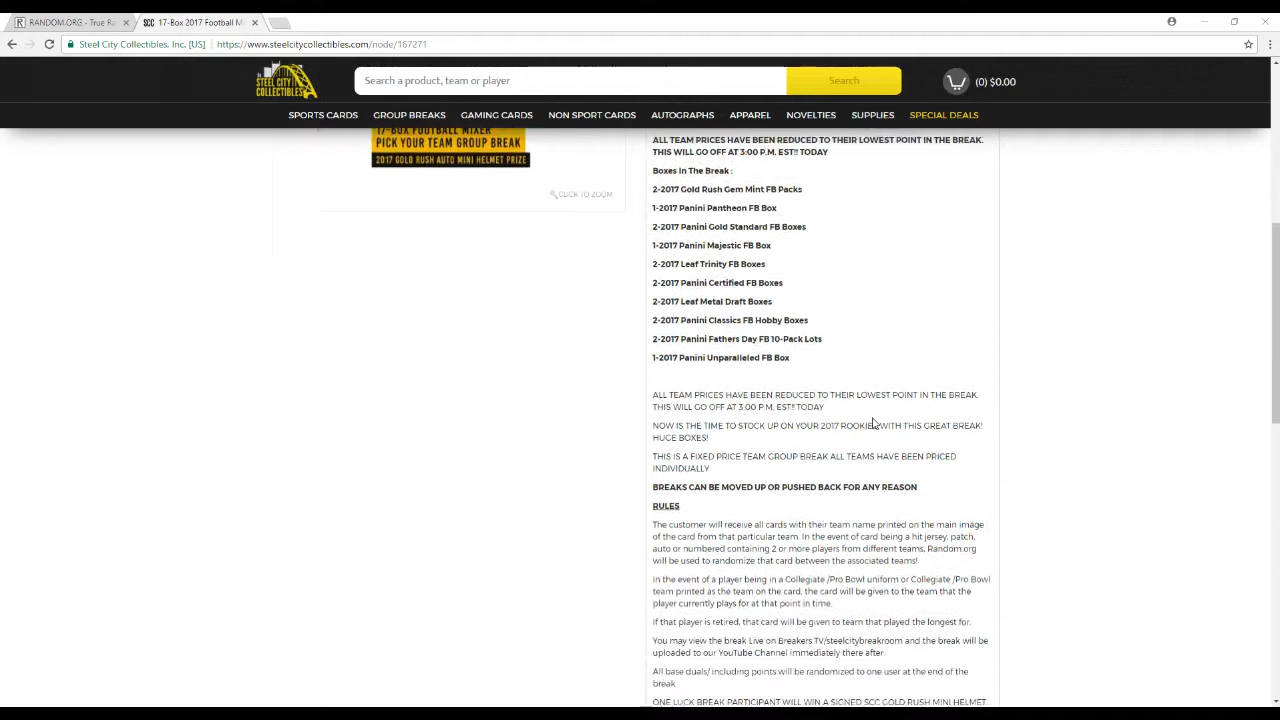 RANDOM.ORG - True Ra
SCC 17-Box 2017 Football M
Steel City Collectibles, Inc. [US]
https://www.steelcitycollectibles.com/node/167271
STEEL CITY
COLLECTIBLES
Search a product, team or player
Search
(0) $0.00
SPORTS CARDS
GROUP BREAKS
GAMING CARDS
NON SPORT CARDS
AUTOGRAPHS
APPAREL
NOVELTIES
SUPPLIES
SPECIAL DEALS
17-BOX FOOTBALL MIXER
PICK YOUR TEAM GROUP BREAK
2017 GOLD RUSH AUTO MINI HELMET PRIZE
CLICK TO ZOOM
ALL TEAM PRICES HAVE BEEN REDUCED TO THEIR LOWEST POINT IN THE BREAK.
THIS WILL GO OFF AT 3:00 P.M. EST!! TODAY
Boxes In The Break :
2-2017 Gold Rush Gem Mint FB Packs
1-2017 Panini Pantheon FB Box
2-2017 Panini Gold Standard FB Boxes
1-2017 Panini Majestic FB Box
2-2017 Leaf Trinity FB Boxes
2-2017 Panini Certified FB Boxes
2-2017 Leaf Metal Draft Boxes
2-2017 Panini Classics FB Hobby Boxes
2-2017 Panini Fathers Day FB 10-Pack Lots
1-2017 Panini Unparalleled FB Box
ALL TEAM PRICES HAVE BEEN REDUCED TO THEIR LOWEST POINT IN THE BREAK.
THIS WILL GO OFF AT 3:00 P.M. EST!! TODAY
NOW IS THE TIME TO STOCK UP ON YOUR 2017 ROOKIES WITH THIS GREAT BREAK!
HUGE BOXES!
THIS IS A FIXED PRICE TEAM GROUP BREAK ALL TEAMS HAVE BEEN PRICED
INDIVIDUALLY
BREAKS CAN BE MOVED UP OR PUSHED BACK FOR ANY REASON
RULES
The customer will receive all cards with their team name printed on the main image
of the card from that particular team. In the event of card being a hit jersey, patch,
auto or numbered containing 2 or more players from different teams, Random.org
will be used to randomize that card between the associated teams!
In the event of a player being in a Collegiate /Pro Bowl uniform or Collegiate /Pro Bowl
team printed as the team on the card, the card will be given to the team that the
player currently plays for at that point in time.
If that player is retired, that card will be given to team that played the longest for.
You may view the break Live on Breakers.TV/steelcitybreakroom and the break will be
uploaded to our YouTube Channel immediately there after.
All base duals/ including points will be randomized to one user at the end of the
break
ONE LUCK BREAK PARTICIPANT WILL WIN A SIGNED SCC GOLD RUSH MINI HELMET